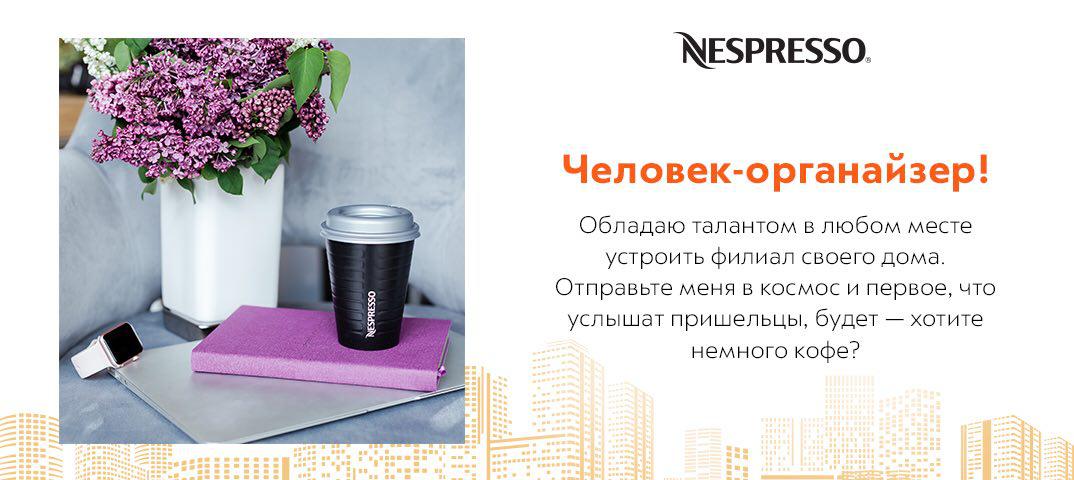 NESPRESSO®
Человек-органайзер!
Обладаю талантом в любом месте
устроить филиал своего дома.
Отправьте меня в космос и первое, что
услышат пришельцы, будет — хотите
немного кофе?
NESPRESSO